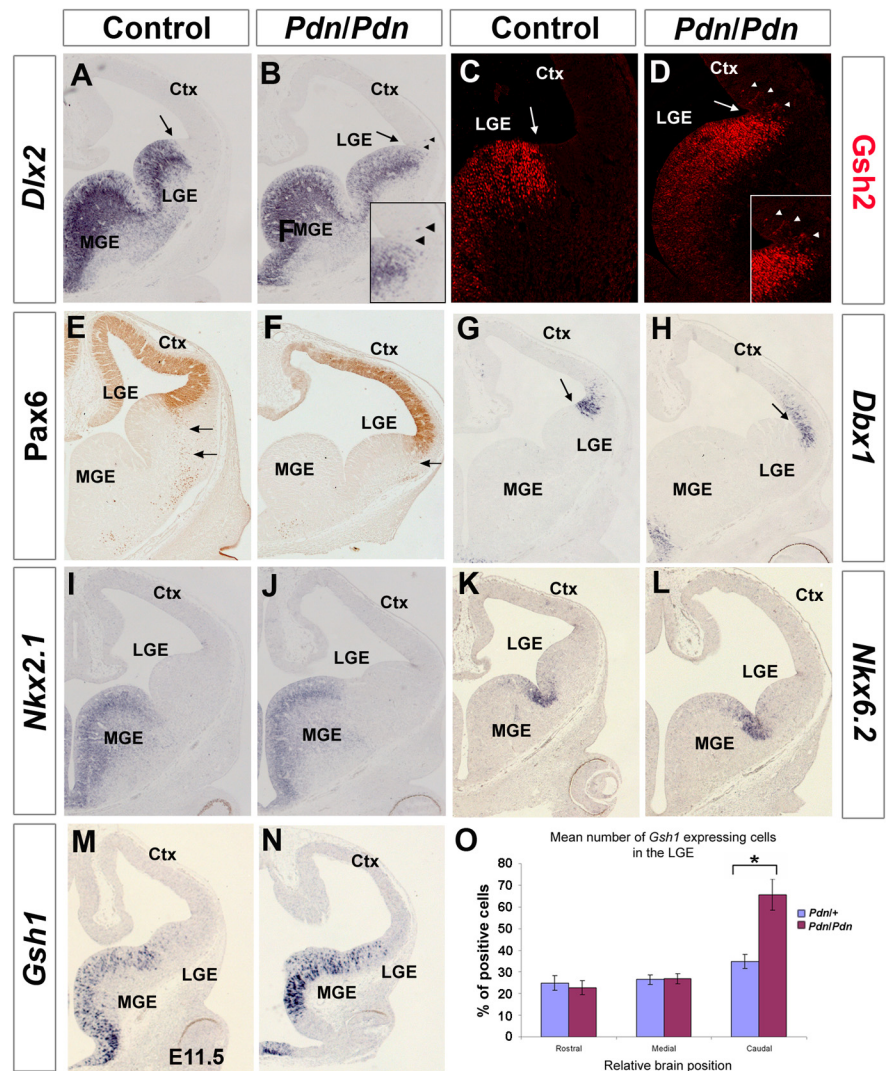 Control
Pdn/Pdn
Control
Pdn/Pdn
Dlx2
A
Ctx
LGE
MGE
B
Ctx
LGE
F
MGE
C
Ctx
LGE
D
Ctx
LGE
Gsh2
Pax6
E
Ctx
LGE
MGE
F
Ctx
LGE
MGE
G
Ctx
LGE
MGE
H
Ctx
LGE
MGE
Dbx1
Nkx2.1
I
Ctx
LGE
MGE
J
Ctx
LGE
MGE
K
Ctx
LGE
MGE
L
Ctx
LGE
MGE
Nkx6.2
Gsh1
M
Ctx
LGE
MGE
E11.5
N
Ctx
LGE
MGE
O
Mean number of Gsh1 expressing cells
in the LGE
% of positive cells
80
70
60
50
40
30
20
10
0
*
Pdn/+
Pdn/Pdn
Rostral
Medial
Caudal
Relative brain position